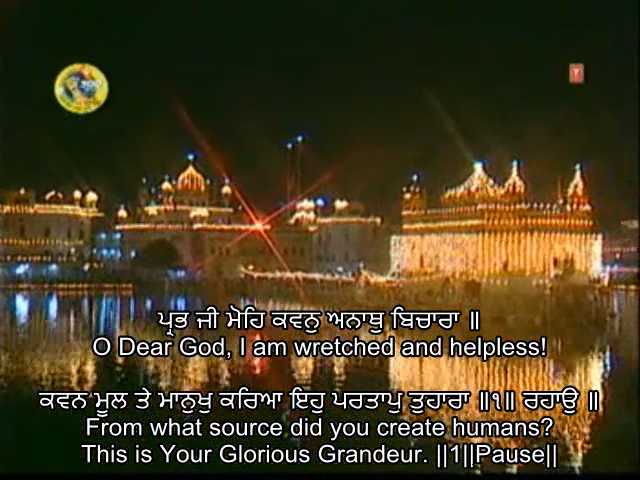 ਪ੍ਰਭ ਜੀ ਮੋਹਿ ਕਵਨੁ ਅਨਾਥੁ ਬਿਚਾਰਾ ॥
O Dear God, I am wretched and helpless!
ਕਵਨ ਮੂਲ ਤੇ ਮਾਨੁਖੁ ਕਰਿਆ ਇਹੁ ਪਰਤਾਪੁ ਤੁਹਾਰਾ ॥੧॥ ਰਹਾਉ ॥
From what source did you create humans?
This is Your Glorious Grandeur. ||1||Pause||